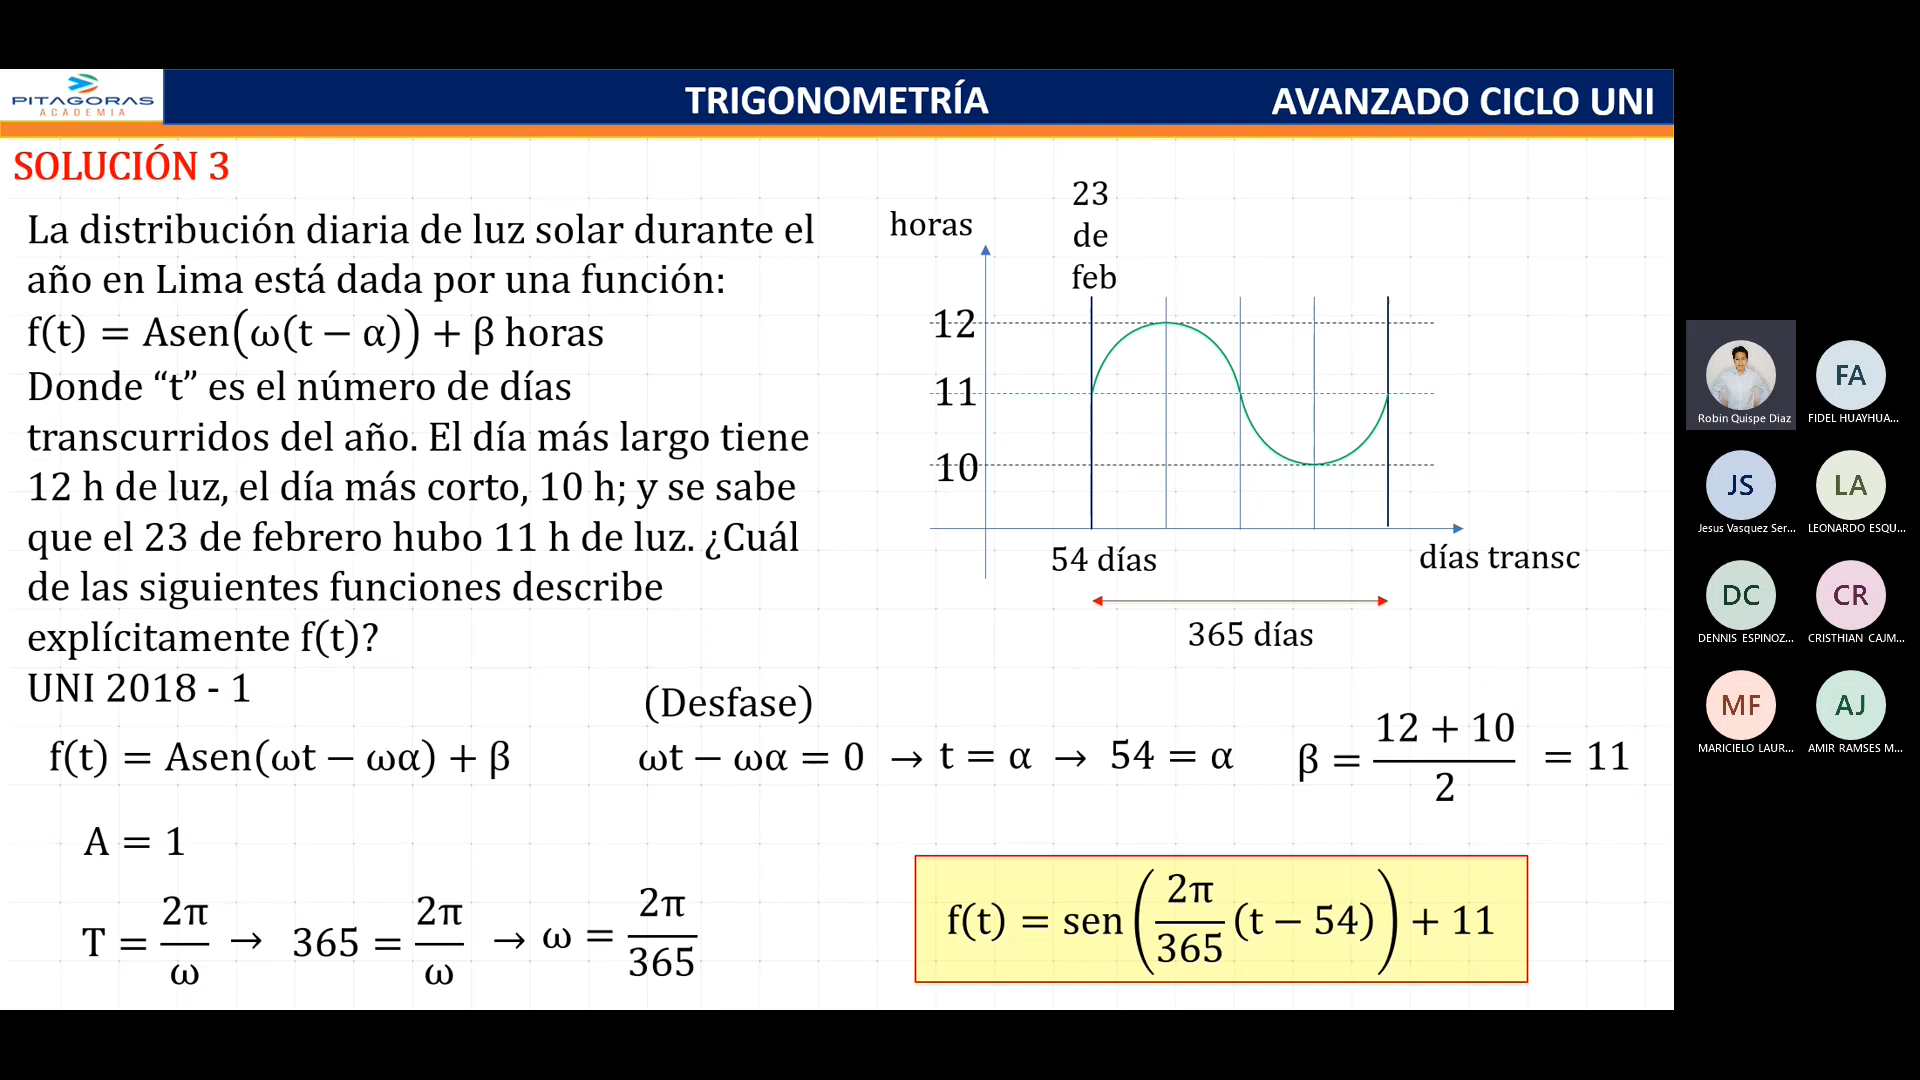 PITAGORAS
ACADEMIA
TRIGONOMETRÍA
AVANZADO CICLO UNI
SOLUCIÓN 3
La distribución diaria de luz solar durante el
año en Lima está dada por una función:
f(t) = Asen(ω(t − α)) + β horas
Donde “t” es el número de días
transcurridos del año. El día más largo tiene
12 h de luz, el día más corto, 10 h; y se sabe
que el 23 de febrero hubo 11 h de luz. ¿Cuál
de las siguientes funciones describe
explícitamente f(t)?
UNI 2018 - 1
horas
23
de
feb
12
11
10
54 días
días transc
365 días
(Desfase)
f(t) = Asen(ωt − ωα) + β
ωt − ωα = 0 → t = α → 54 = α
β = (12 + 10)/2 = 11
A = 1
T = 2π/ω → 365 = 2π/ω → ω = 2π/365
f(t) = sen(2π/365 (t − 54)) + 11
Robin Quispe Diaz
FA
FIDEL HUAYHUA...
JS
Jesus Vasquez Ser...
LA
LEONARDO ESQU...
DC
DENNIS ESPINOZ...
CR
CRISTHIAN CAJM...
MF
MARICIELO LAUR...
AJ
AMIR RAMSES M...